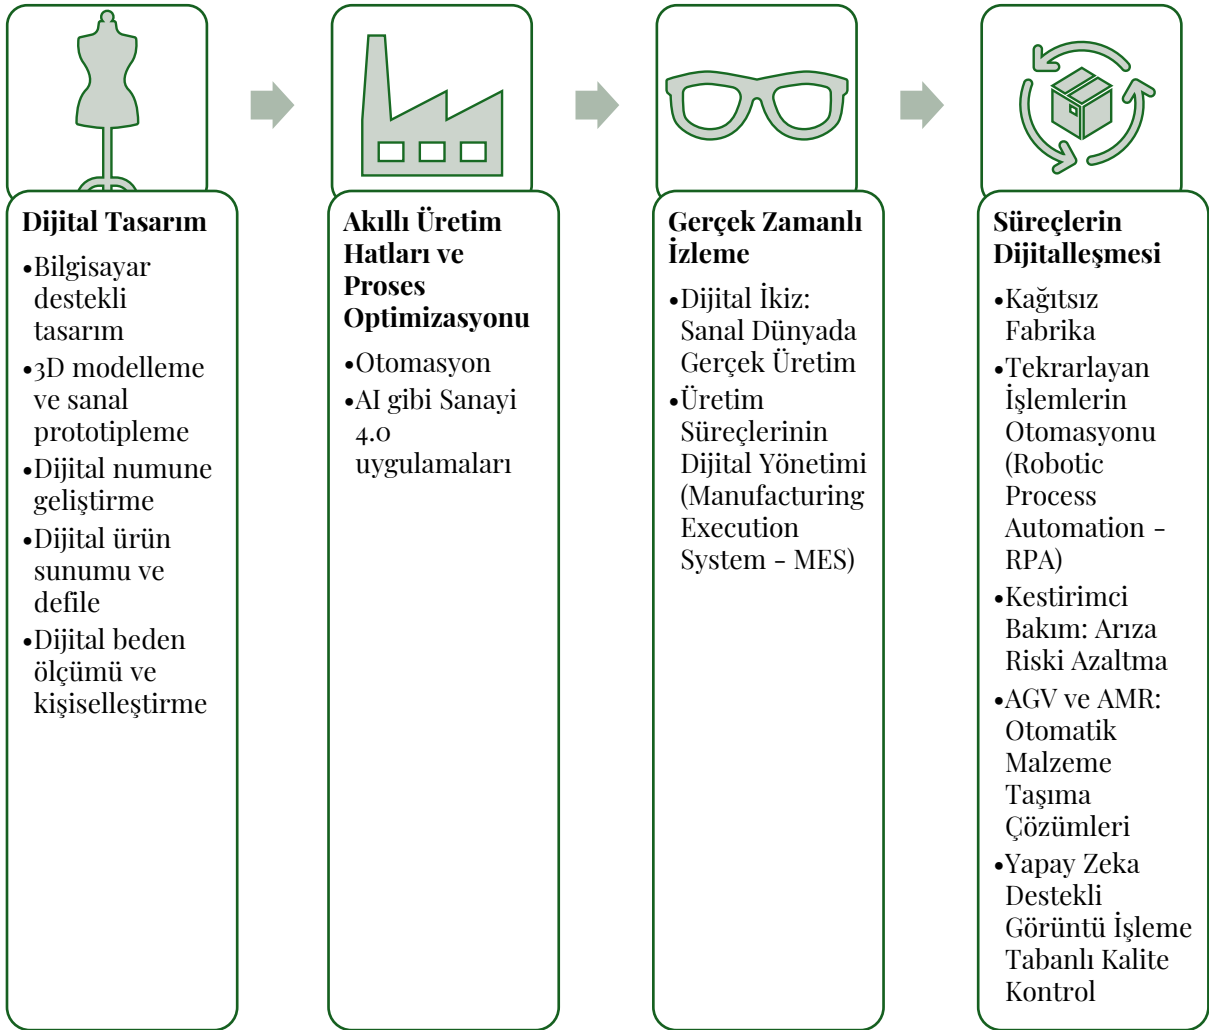 Dijital Tasarım
•Bilgisayar
destekli
tasarım
•3D modelleme
ve sanal
prototipleme
•Dijital numune
geliştirme
•Dijital ürün
sunumu ve
defile
•Dijital beden
ölçümü ve
kişiselleştirme
Akıllı Üretim
Hatları ve
Proses
Optimizasyonu
•Otomasyon
•AI gibi Sanayi
4.0
uygulamaları
Gerçek Zamanlı
İzleme
•Dijital İkiz:
Sanal Dünyada
Gerçek Üretim
•Üretim
Süreçlerinin
Dijital Yönetimi
(Manufacturing
Execution
System - MES)
Süreçlerin
Dijitalleşmesi
•Kağıtsız
Fabrika
•Tekrarlayan
İşlemlerin
Otomasyonu
(Robotic
Process
Automation -
RPA)
•Kestirimci
Bakım: Arıza
Riski Azaltma
•AGV ve AMR:
Otomatik
Malzeme
Taşıma
Çözümleri
•Yapay Zeka
Destekli
Görüntü İşleme
Tabanlı Kalite
Kontrol